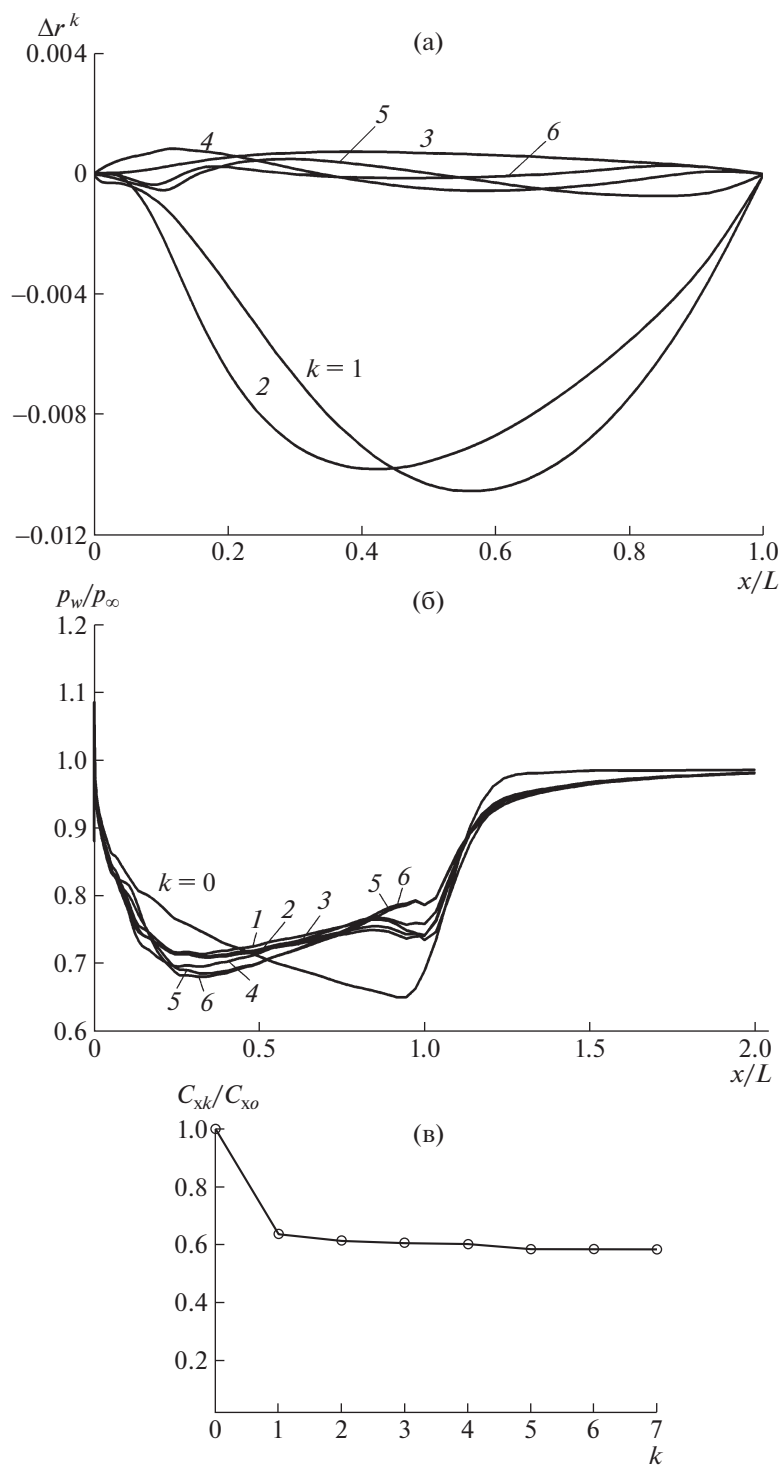 Δr^k
(а)
0.004
5
4
3
6
0
−0.004
k = 1
2
−0.008
−0.012
0 0.2 0.4 0.6 0.8 1.0
x/L
p_w/p_∞
(б)
1.2
1.1
1.0
0.9
k = 0
5 6
0.8
1 2 3
0.7
5 6 4
0.6
0 0.5 1.0 1.5 2.0
x/L
C_xk/C_xo
(в)
1.0
0.8
0.6
0.4
0.2
0 1 2 3 4 5 6 7
k